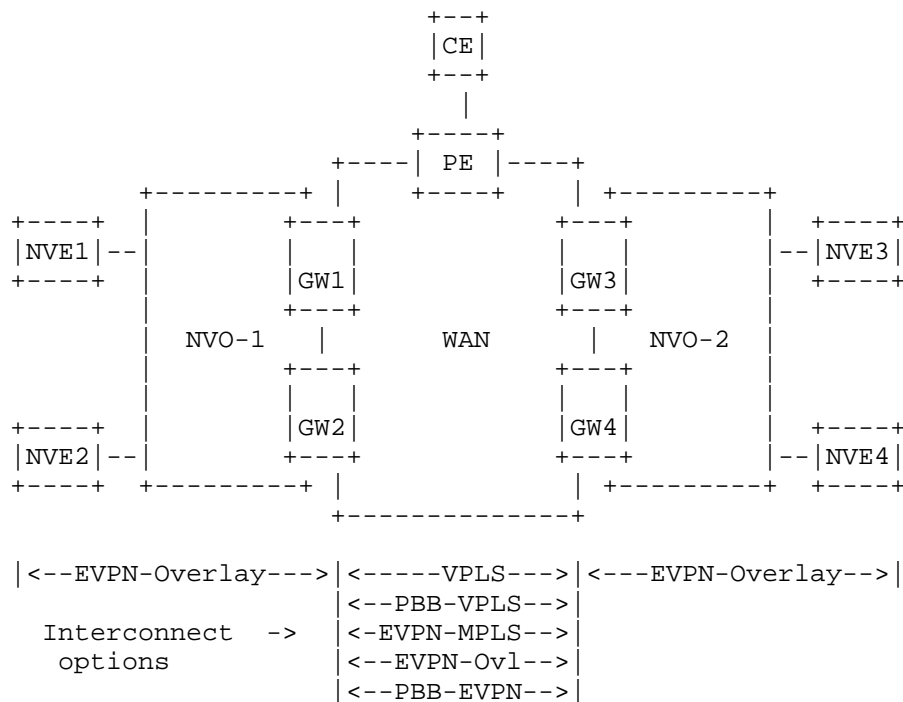 CE
PE
NVE1 GW1 GW3 NVE3
NVO-1 WAN NVO-2
NVE2 GW2 GW4 NVE4
|<--EVPN-Overlay--->|<-----VPLS--->|<--EVPN-Overlay-->|
|<--PBB-VPLS-->|
Interconnect -> |<-EVPN-MPLS-->|
options |<--EVPN-Ovl-->|
|<--PBB-EVPN-->|